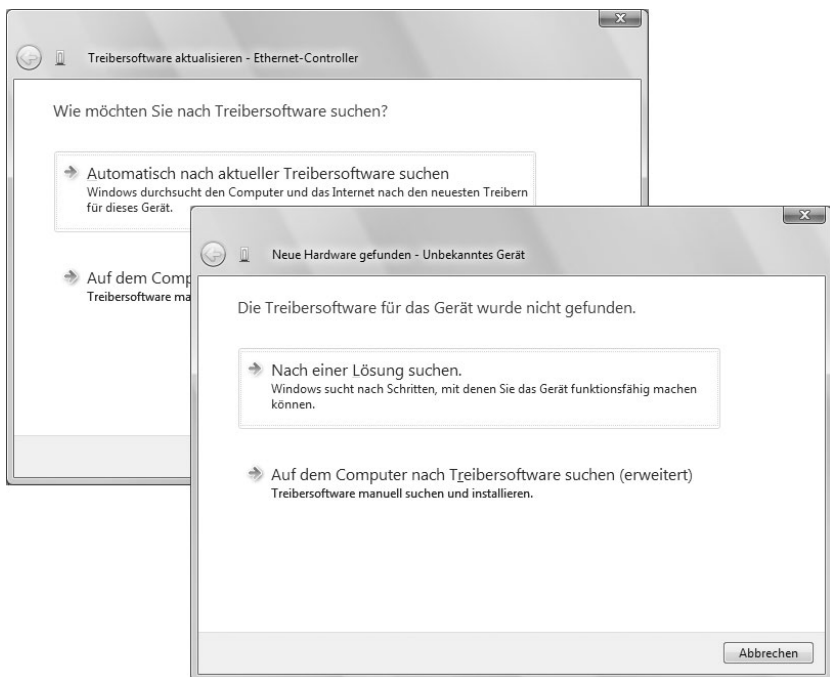 Treibersoftware aktualisieren - Ethernet-Controller
Wie möchten Sie nach Treibersoftware suchen?
Automatisch nach aktueller Treibersoftware suchen
Windows durchsucht den Computer und das Internet nach den neuesten Treibern
für dieses Gerät.
Auf dem
Treibersoftware
Neue Hardware gefunden - Unbekanntes Gerät
Die Treibersoftware für das Gerät wurde nicht gefunden.
Nach einer Lösung suchen.
Windows sucht nach Schritten, mit denen Sie das Gerät funktionsfähig machen
können.
Auf dem Computer nach Treibersoftware suchen (erweitert)
Treibersoftware manuell suchen und installieren.
Abbrechen